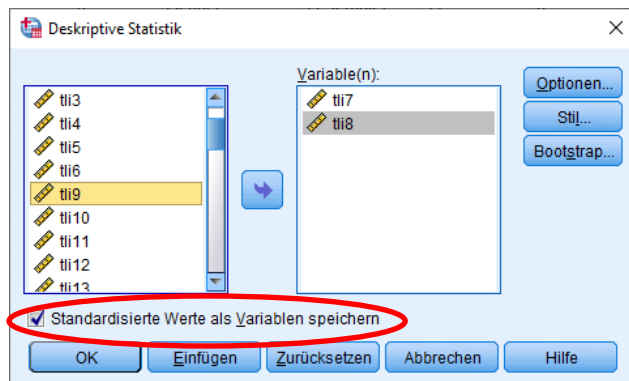 Deskriptive Statistik
Variable(n):
tli3
tli4
tli5
tli6
tli9
tli10
tli11
tli12
tli13
tli7
tli8
Optionen...
Stil...
Bootstrap...
Standardisierte Werte als Variablen speichern
OK
Einfügen
Zurücksetzen
Abbrechen
Hilfe